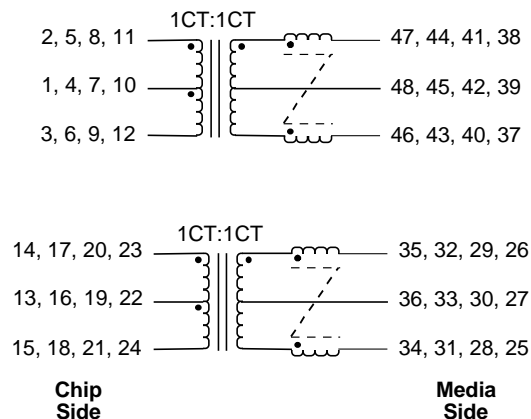 1CT:1CT
2, 5, 8, 11
47, 44, 41, 38
1, 4, 7, 10
48, 45, 42, 39
3, 6, 9, 12
46, 43, 40, 37
1CT:1CT
14, 17, 20, 23
35, 32, 29, 26
13, 16, 19, 22
36, 33, 30, 27
15, 18, 21, 24
34, 31, 28, 25
Chip
Side
Media
Side